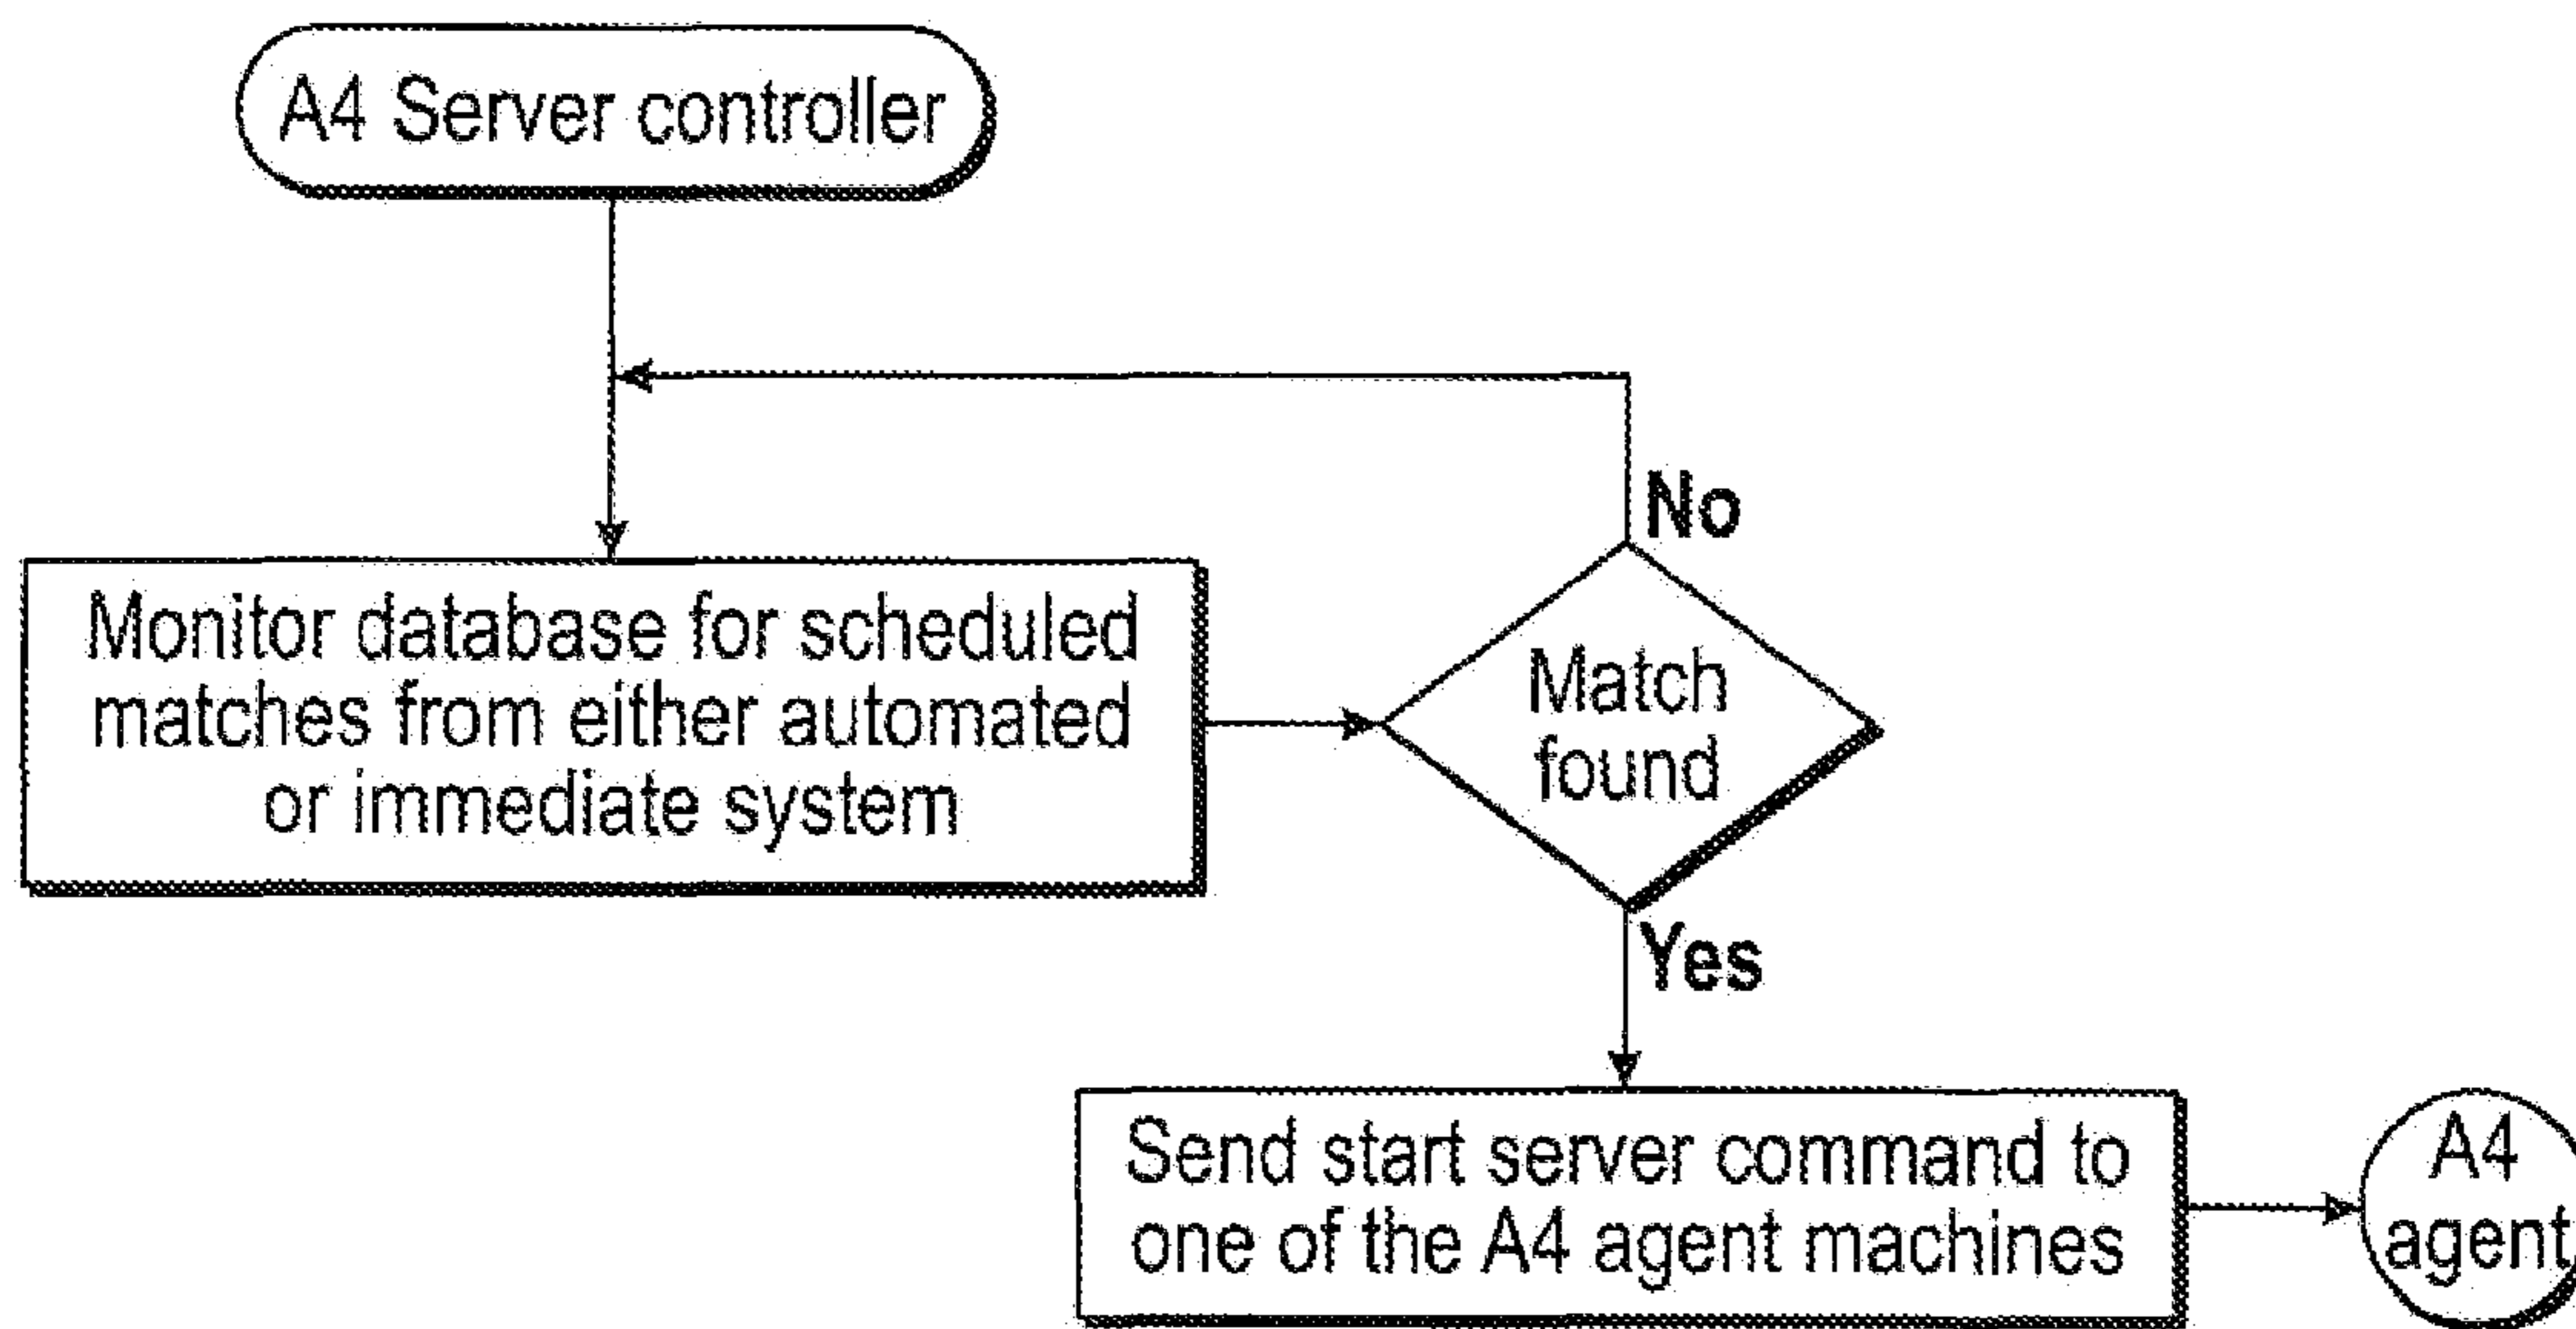 A4 Server controller
No
Monitor database for scheduled
matches from either automated
or immediate system
Match
found
Yes
Send start server command to
one of the A4 agent machines
A4
agent